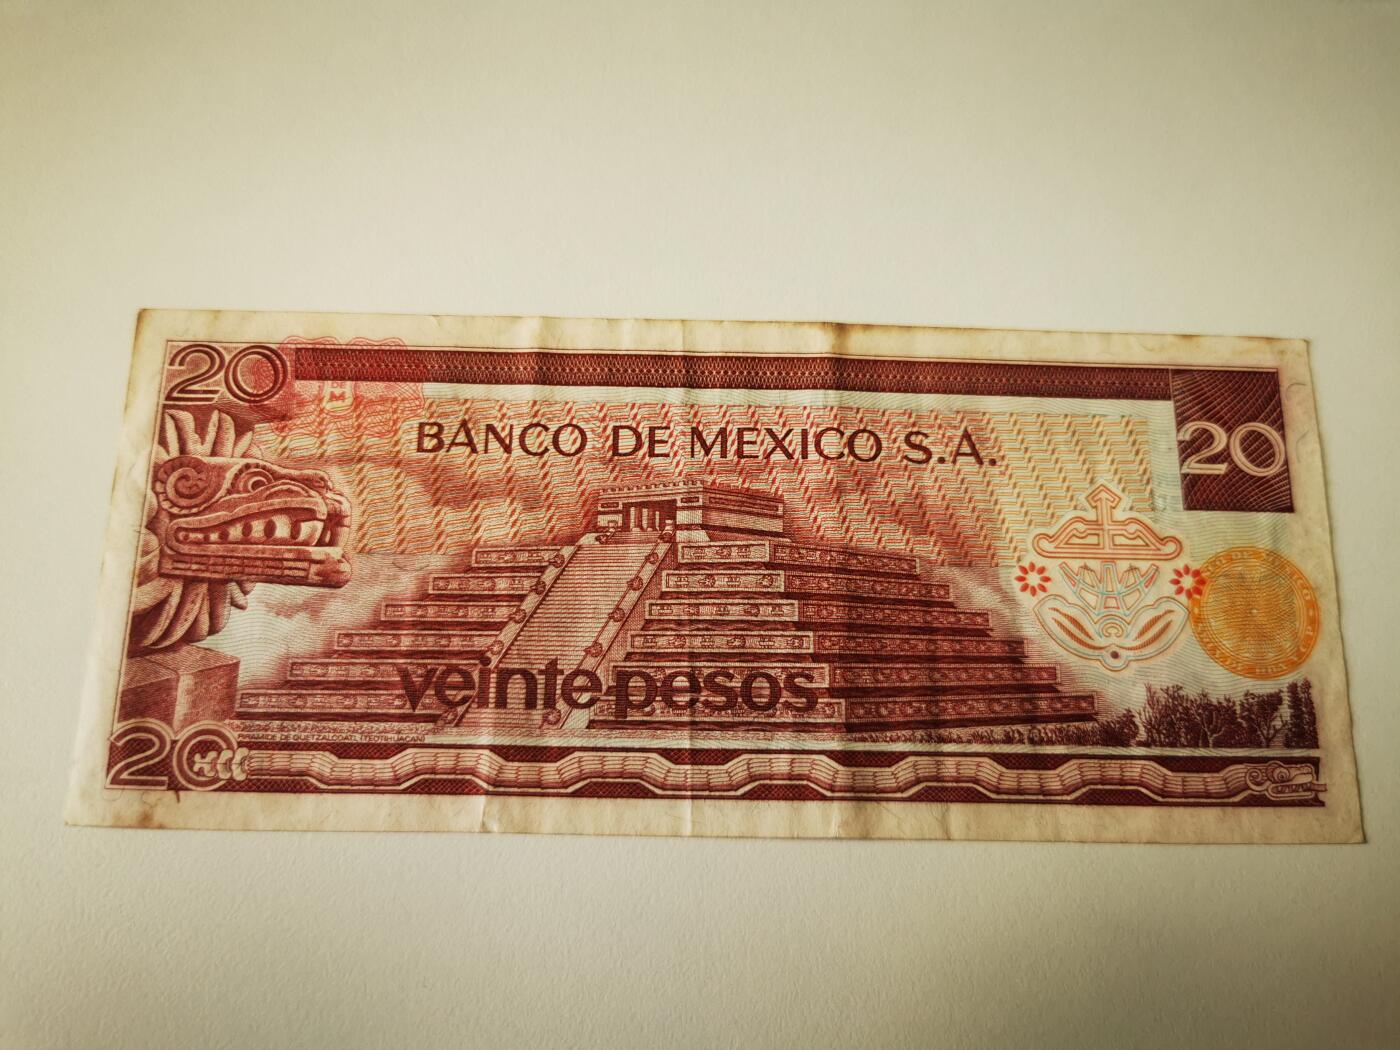 20
BANCO DE MEXICO S.A.
20
veinte pesos
PIRAMIDE DE QUETZALCOATL (TEOTIHUACAN)
20